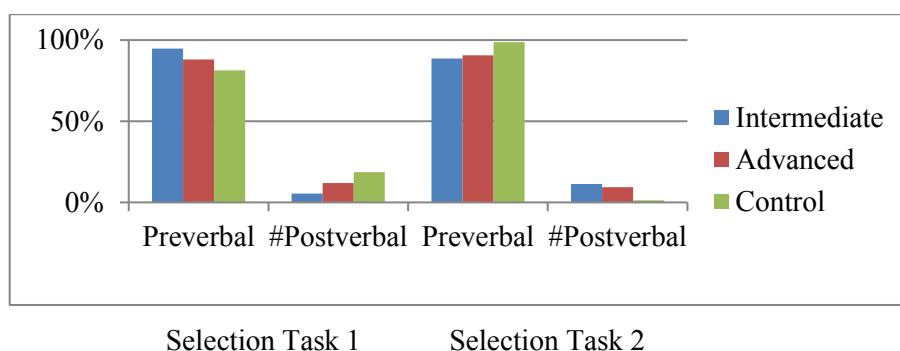 100%
50%
0%
Preverbal #Postverbal Preverbal #Postverbal
Intermediate
Advanced
Control
Selection Task 1 Selection Task 2